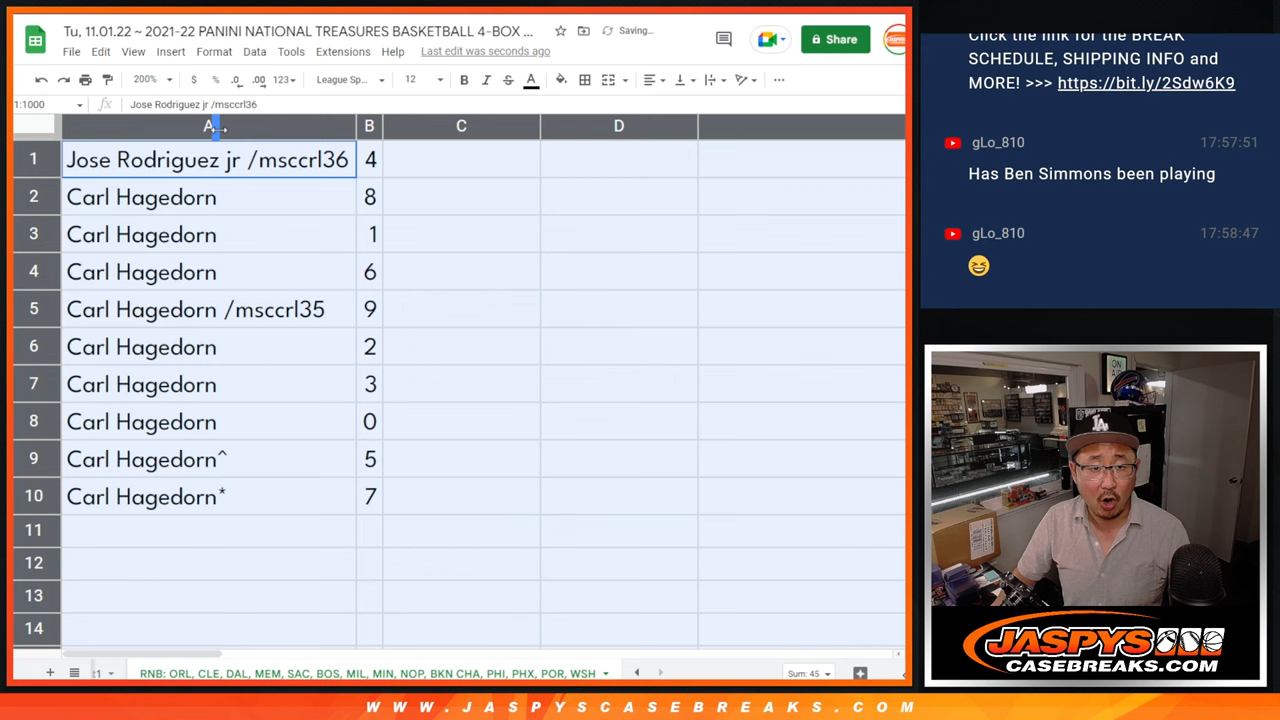 Tu, 11.01.22 ~ 2021-22 PANINI NATIONAL TREASURES BASKETBALL 4-BOX ...
Saving...
File Edit View Insert Format Data Tools Extensions Help Last edit was seconds ago
Share
200% $ % .0 .00 123 League Sp... 12 B I S A
1:1000 fx Jose Rodriguez jr /msccrl36
A B C D
1 Jose Rodriguez jr /msccrl36 4
2 Carl Hagedorn 8
3 Carl Hagedorn 1
4 Carl Hagedorn 6
5 Carl Hagedorn /msccrl35 9
6 Carl Hagedorn 2
7 Carl Hagedorn 3
8 Carl Hagedorn 0
9 Carl Hagedorn^ 5
10 Carl Hagedorn* 7
11
12
13
14
RNB: ORL, CLE, DAL, MEM, SAC, BOS, MIL, MIN, NOP, BKN CHA, PHI, PHX, POR, WSH
Sum: 45
Click the link for the BREAK
SCHEDULE, SHIPPING INFO and
MORE! >>> https://bit.ly/2Sdw6K9
gLo_810 17:57:51
Has Ben Simmons been playing
gLo_810 17:58:47
😆
ON
LA
JASPYS
CASEBREAKS.COM
WWW.JASPYSCASEBREAKS.COM